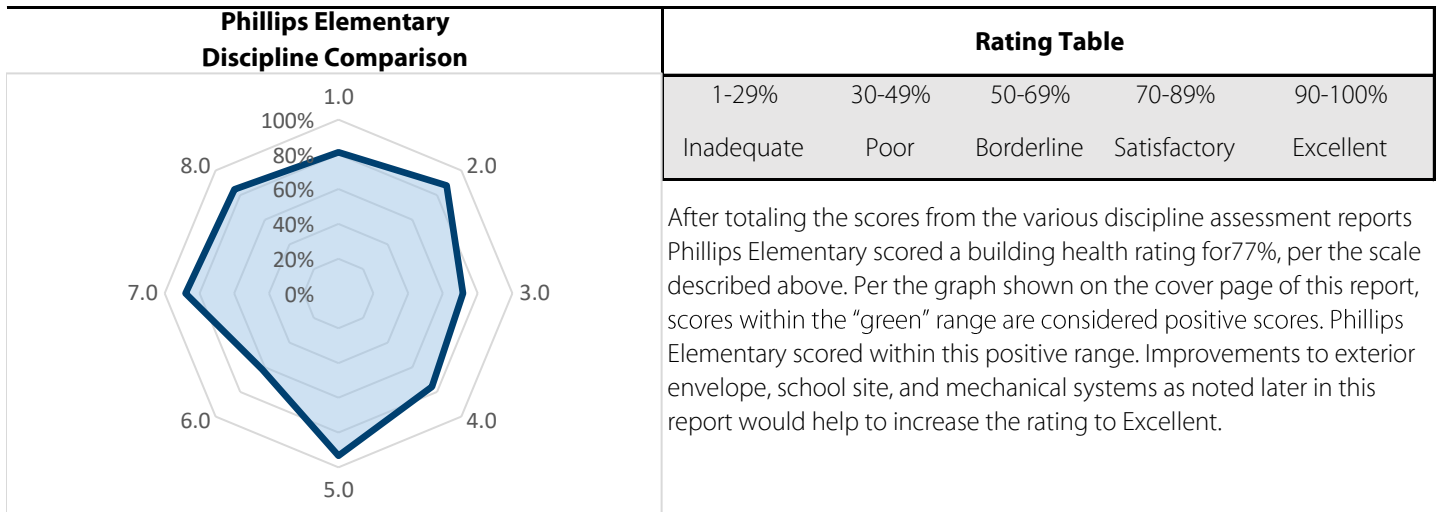 Phillips Elementary
Discipline Comparison
1.0
100%
80%
60%
40%
20%
0%
2.0
3.0
4.0
5.0
6.0
7.0
8.0
Rating Table
1-29% 30-49% 50-69% 70-89% 90-100%
Inadequate Poor Borderline Satisfactory Excellent
After totaling the scores from the various discipline assessment reports
Phillips Elementary scored a building health rating for77%, per the scale
described above. Per the graph shown on the cover page of this report,
scores within the “green” range are considered positive scores. Phillips
Elementary scored within this positive range. Improvements to exterior
envelope, school site, and mechanical systems as noted later in this
report would help to increase the rating to Excellent.